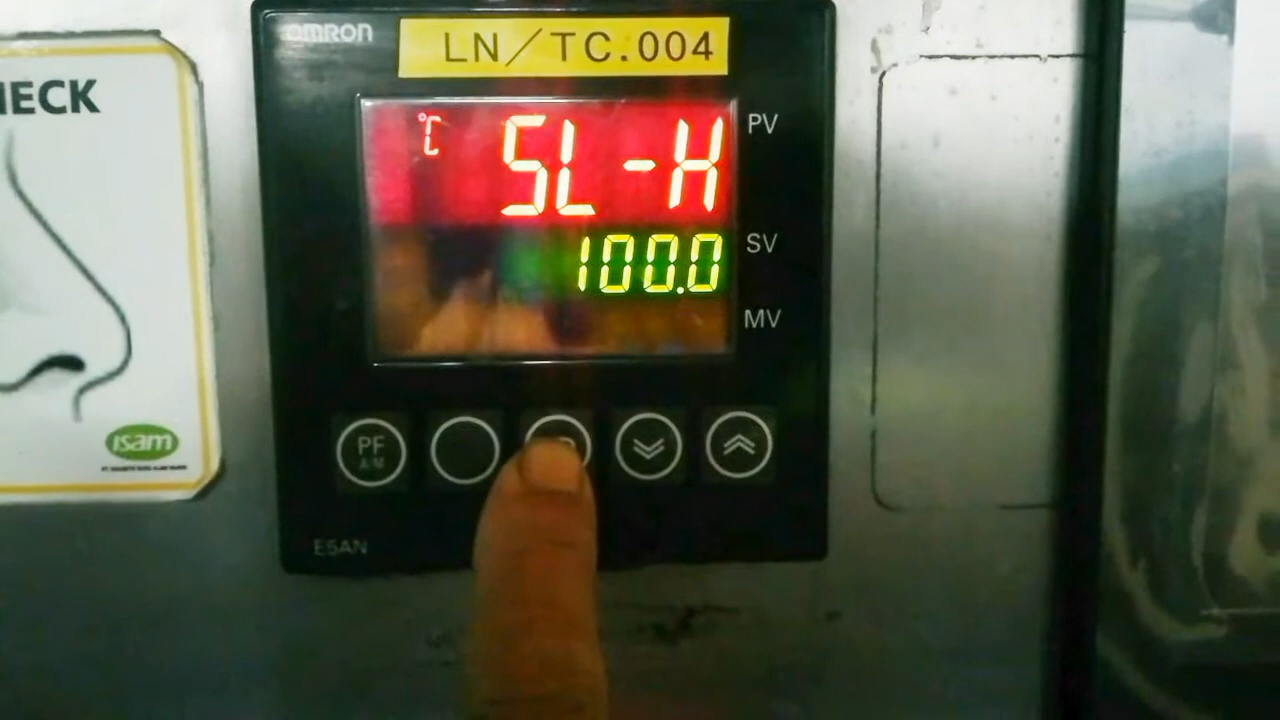 HECK
isam
OMRON
LN/TC.004
℃
SL-H
PV
100.0
SV
MV
PF
A/M
E5AN